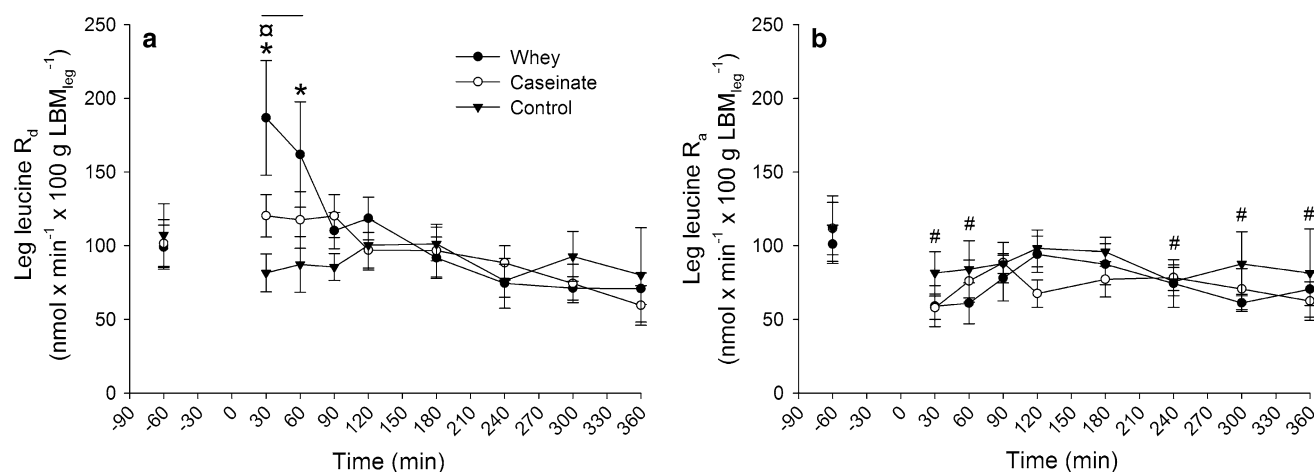 a
¤
*
*
Whey
Caseinate
Control
250
200
150
100
50
0
Leg leucine Rd
(nmol x min⁻¹ x 100 g LBMleg⁻¹)
-90 -60 -30 0 30 60 90 120 150 180 210 240 270 300 330 360
Time (min)
b
# # # # #
250
200
150
100
50
0
Leg leucine Ra
(nmol x min⁻¹ x 100 g LBMleg⁻¹)
-90 -60 -30 0 30 60 90 120 150 180 210 240 270 300 330 360
Time (min)